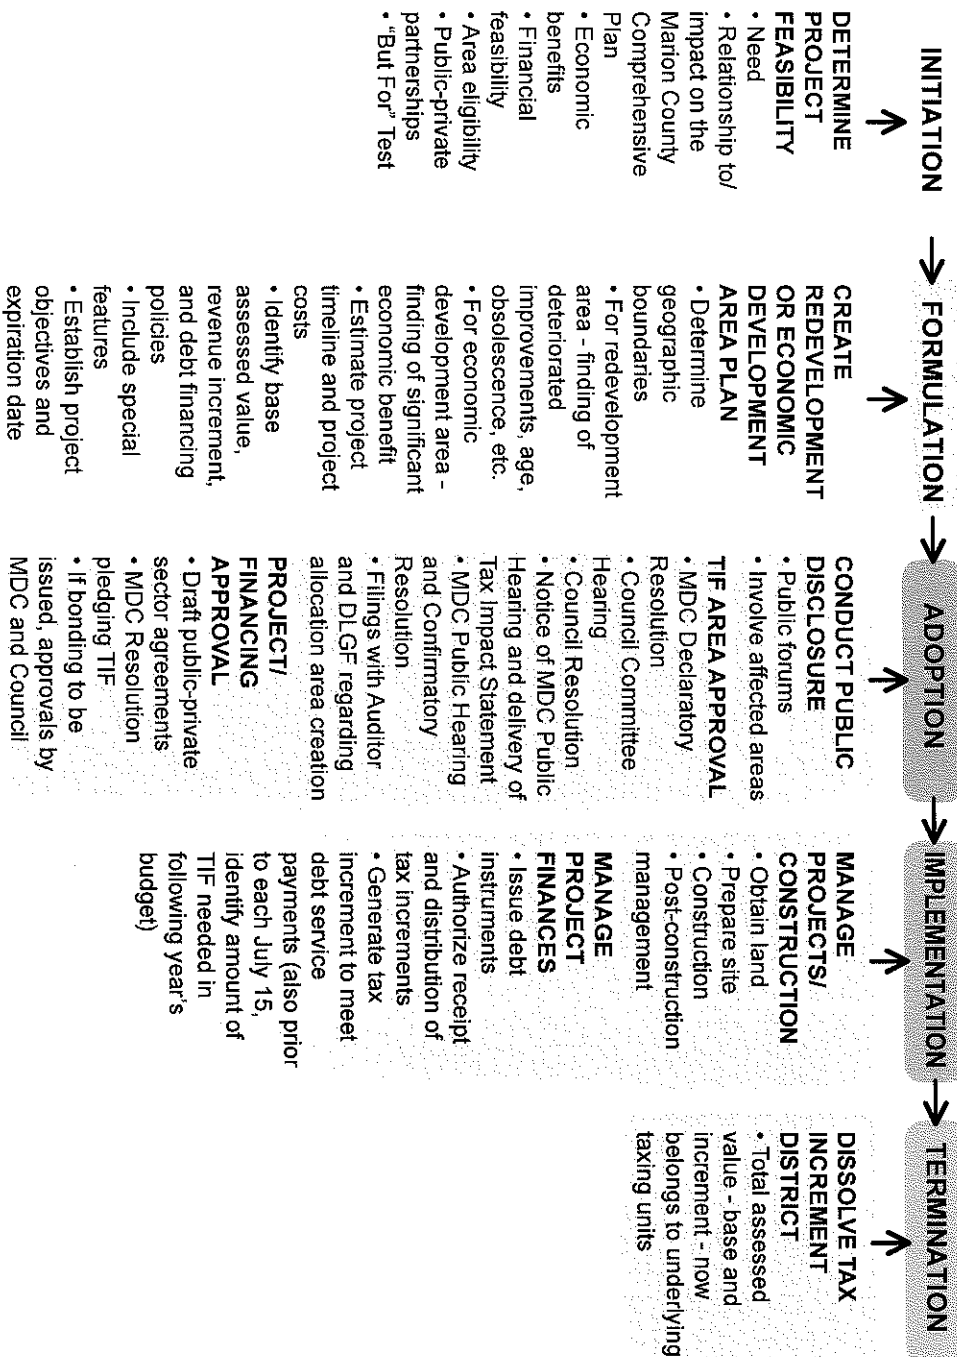 INITIATION
DETERMINE
PROJECT
FEASIBILITY
• Need
• Relationship to/
impact on the
Marion County
Comprehensive
Plan
• Economic
benefits
• Financial
feasibility
• Area eligibility
• Public-private
partnerships
• "But For" Test
FORMULATION
CREATE
REDEVELOPMENT
OR ECONOMIC
DEVELOPMENT
AREA PLAN
• Determine
geographic
boundaries
• For redevelopment
area - finding of
deteriorated
improvements, age,
obsolescence, etc.
• For economic
development area -
finding of significant
economic benefit
• Estimate project
timeline and project
costs
• Identify base
assessed value,
revenue increment,
and debt financing
policies
• Include special
features
• Establish project
objectives and
expiration date
ADOPTION
CONDUCT PUBLIC
DISCLOSURE
• Public forums
• Involve affected areas
TIF AREA APPROVAL
• MDC Declaratory
Resolution
• Council Committee
Hearing
• Council Resolution
• Notice of MDC Public
Hearing and delivery of
Tax Impact Statement
• MDC Public Hearing
and Confirmatory
Resolution
• Filings with Auditor
and DLGF regarding
allocation area creation
PROJECT/
FINANCING
APPROVAL
• Draft public-private
sector agreements
• MDC Resolution
pledging TIF
• If bonding to be
issued, approvals by
MDC and Council
IMPLEMENTATION
MANAGE
PROJECTS/
CONSTRUCTION
• Obtain land
• Prepare site
• Construction
• Post-construction
management
MANAGE
PROJECT
FINANCES
• Issue debt
instruments
• Authorize receipt
and distribution of
tax increments
• Generate tax
increment to meet
debt service
payments (also prior
to each July 15,
identify amount of
TIF needed in
following year's
budget)
TERMINATION
DISSOLVE TAX
INCREMENT
DISTRICT
• Total assessed
value - base and
increment - now
belongs to underlying
taxing units